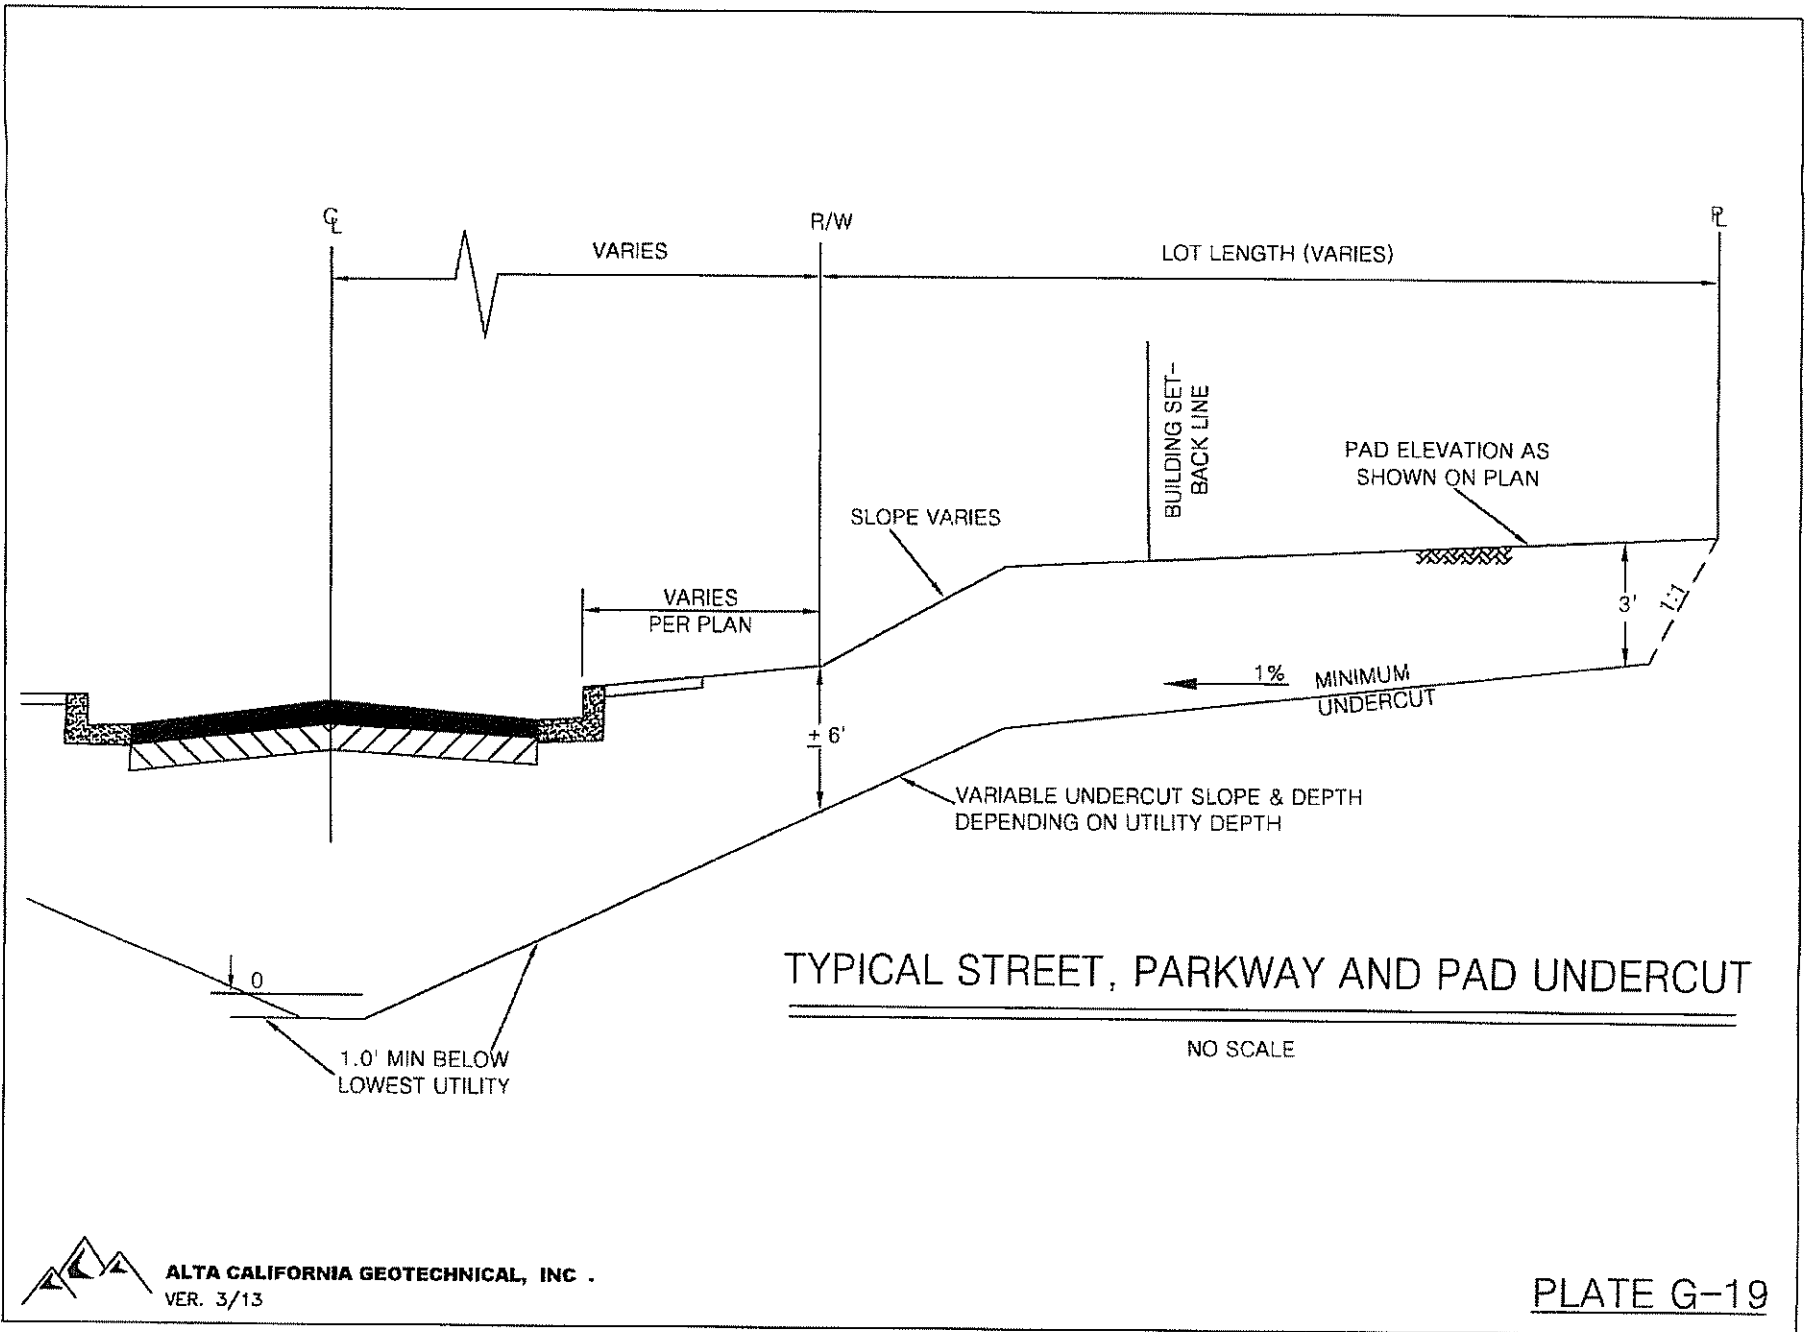 ℄
R/W
PL
VARIES
LOT LENGTH (VARIES)
BUILDING SET-
BACK LINE
PAD ELEVATION AS
SHOWN ON PLAN
SLOPE VARIES
VARIES
PER PLAN
3'
1:1
1%
MINIMUM
UNDERCUT
± 6'
VARIABLE UNDERCUT SLOPE & DEPTH
DEPENDING ON UTILITY DEPTH
0
1.0' MIN BELOW
LOWEST UTILITY
TYPICAL STREET, PARKWAY AND PAD UNDERCUT
NO SCALE
ALTA CALIFORNIA GEOTECHNICAL, INC .
VER. 3/13
PLATE G-19